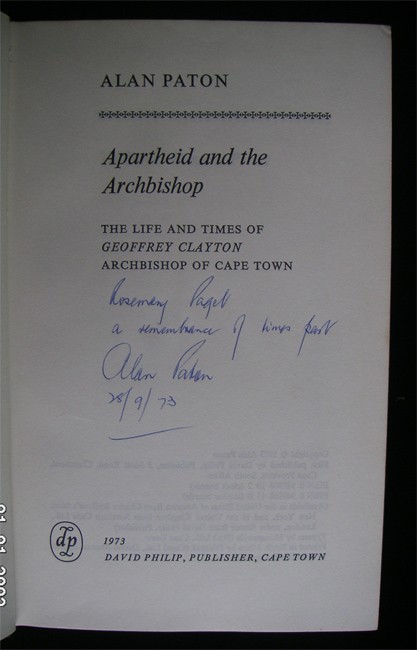 ALAN PATON
Apartheid and the
Archbishop
THE LIFE AND TIMES OF
GEOFFREY CLAYTON
ARCHBISHOP OF CAPE TOWN
Rosemary Paget
a remembrance of times past
Alan Paton
28/9/73
dp
1973
DAVID PHILIP, PUBLISHER, CAPE TOWN